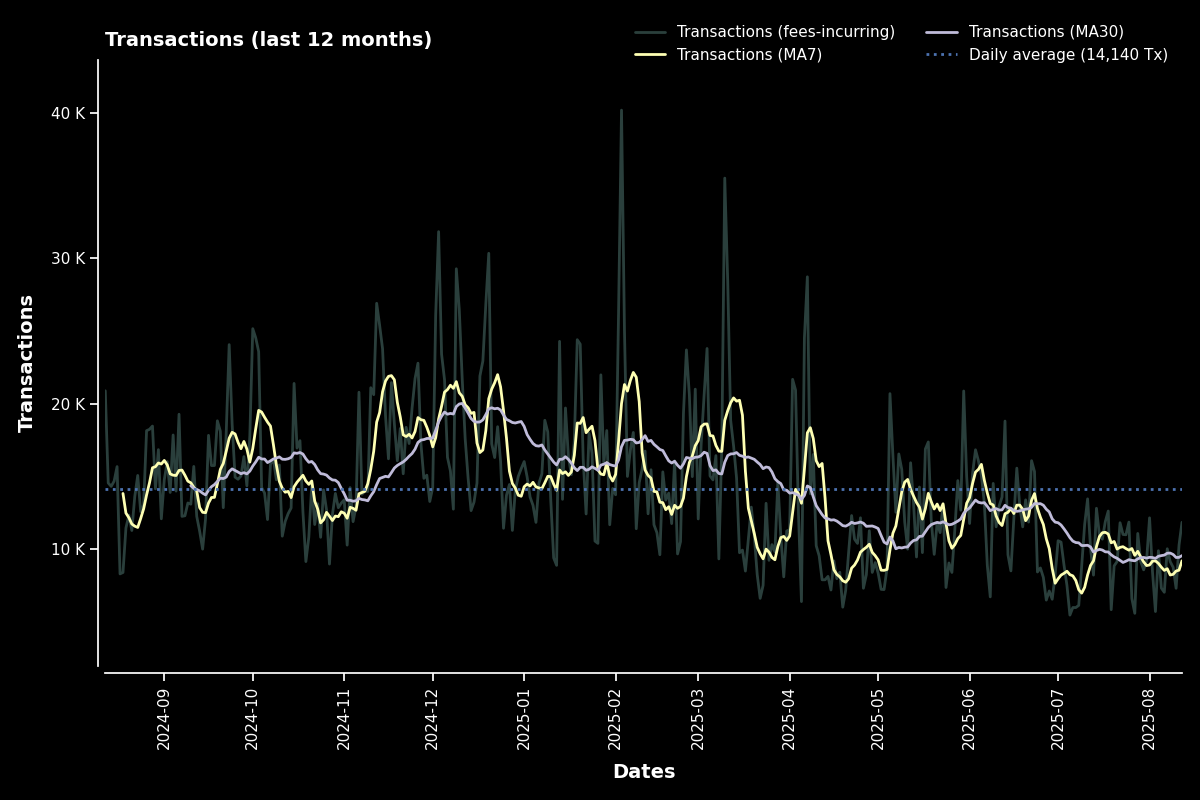 Transactions (last 12 months)
Transactions (fees-incurring)
Transactions (MA7)
Transactions (MA30)
Daily average (14,140 Tx)
Transactions
40 K
30 K
20 K
10 K
2024-09
2024-10
2024-11
2024-12
2025-01
2025-02
2025-03
2025-04
2025-05
2025-06
2025-07
2025-08
Dates